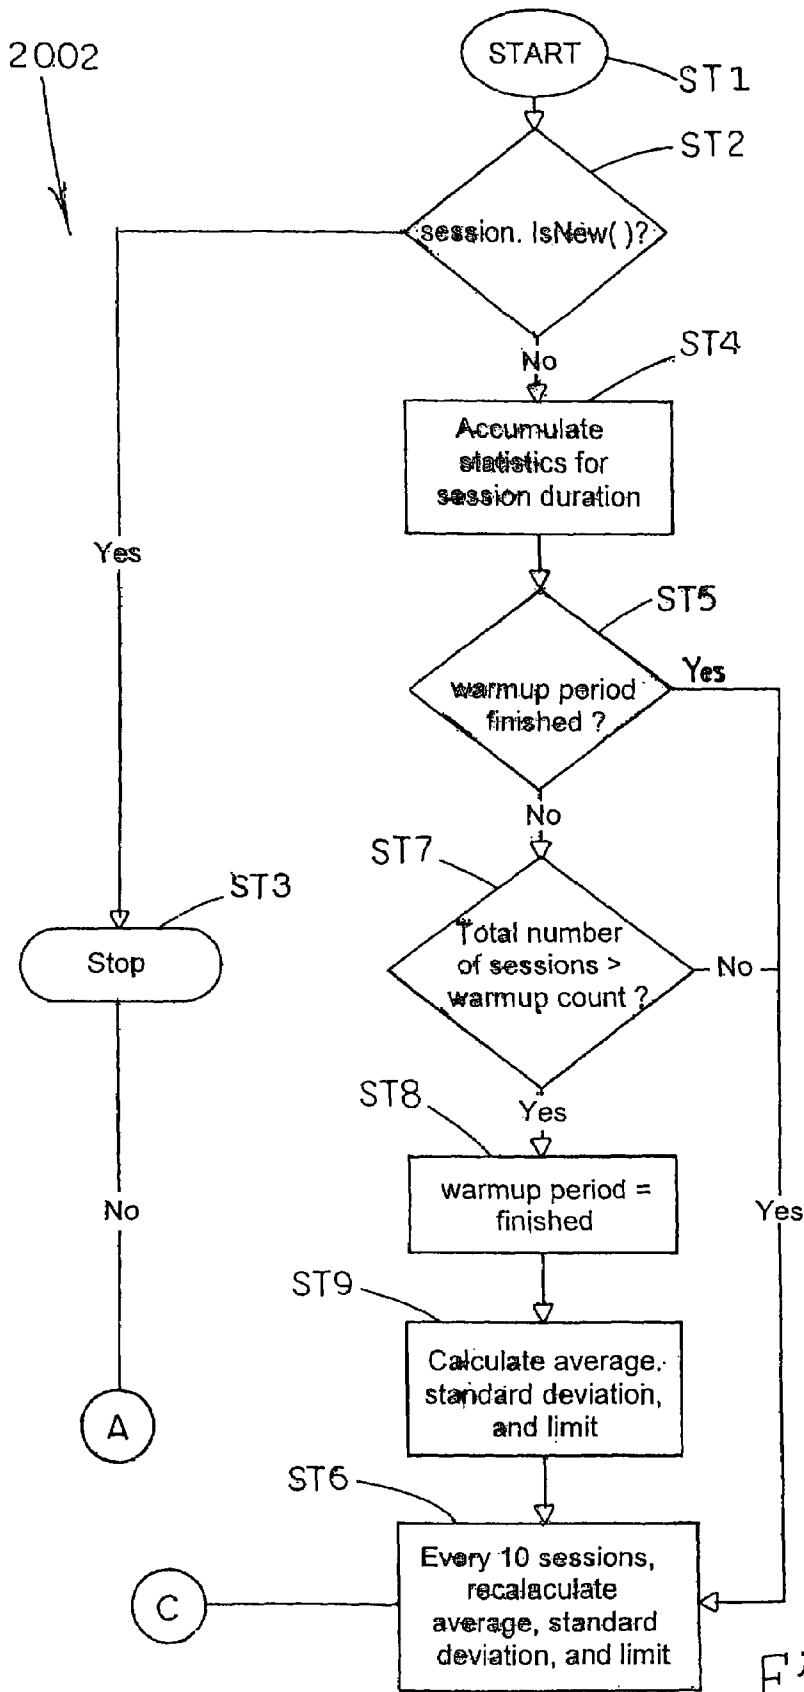 2002
START
ST1
ST2
session. IsNew( )?
No
ST4
Accumulate
statistics for
session duration
Yes
ST5
Yes
warmup period
finished ?
No
ST7
ST3
Stop
Total number
of sessions >
warmup count ?
No
ST8
Yes
warmup period =
finished
No
Yes
ST9
Calculate average.
standard deviation,
and limit
A
ST6
Every 10 sessions,
recalaculate
average, standard
deviation, and limit
C